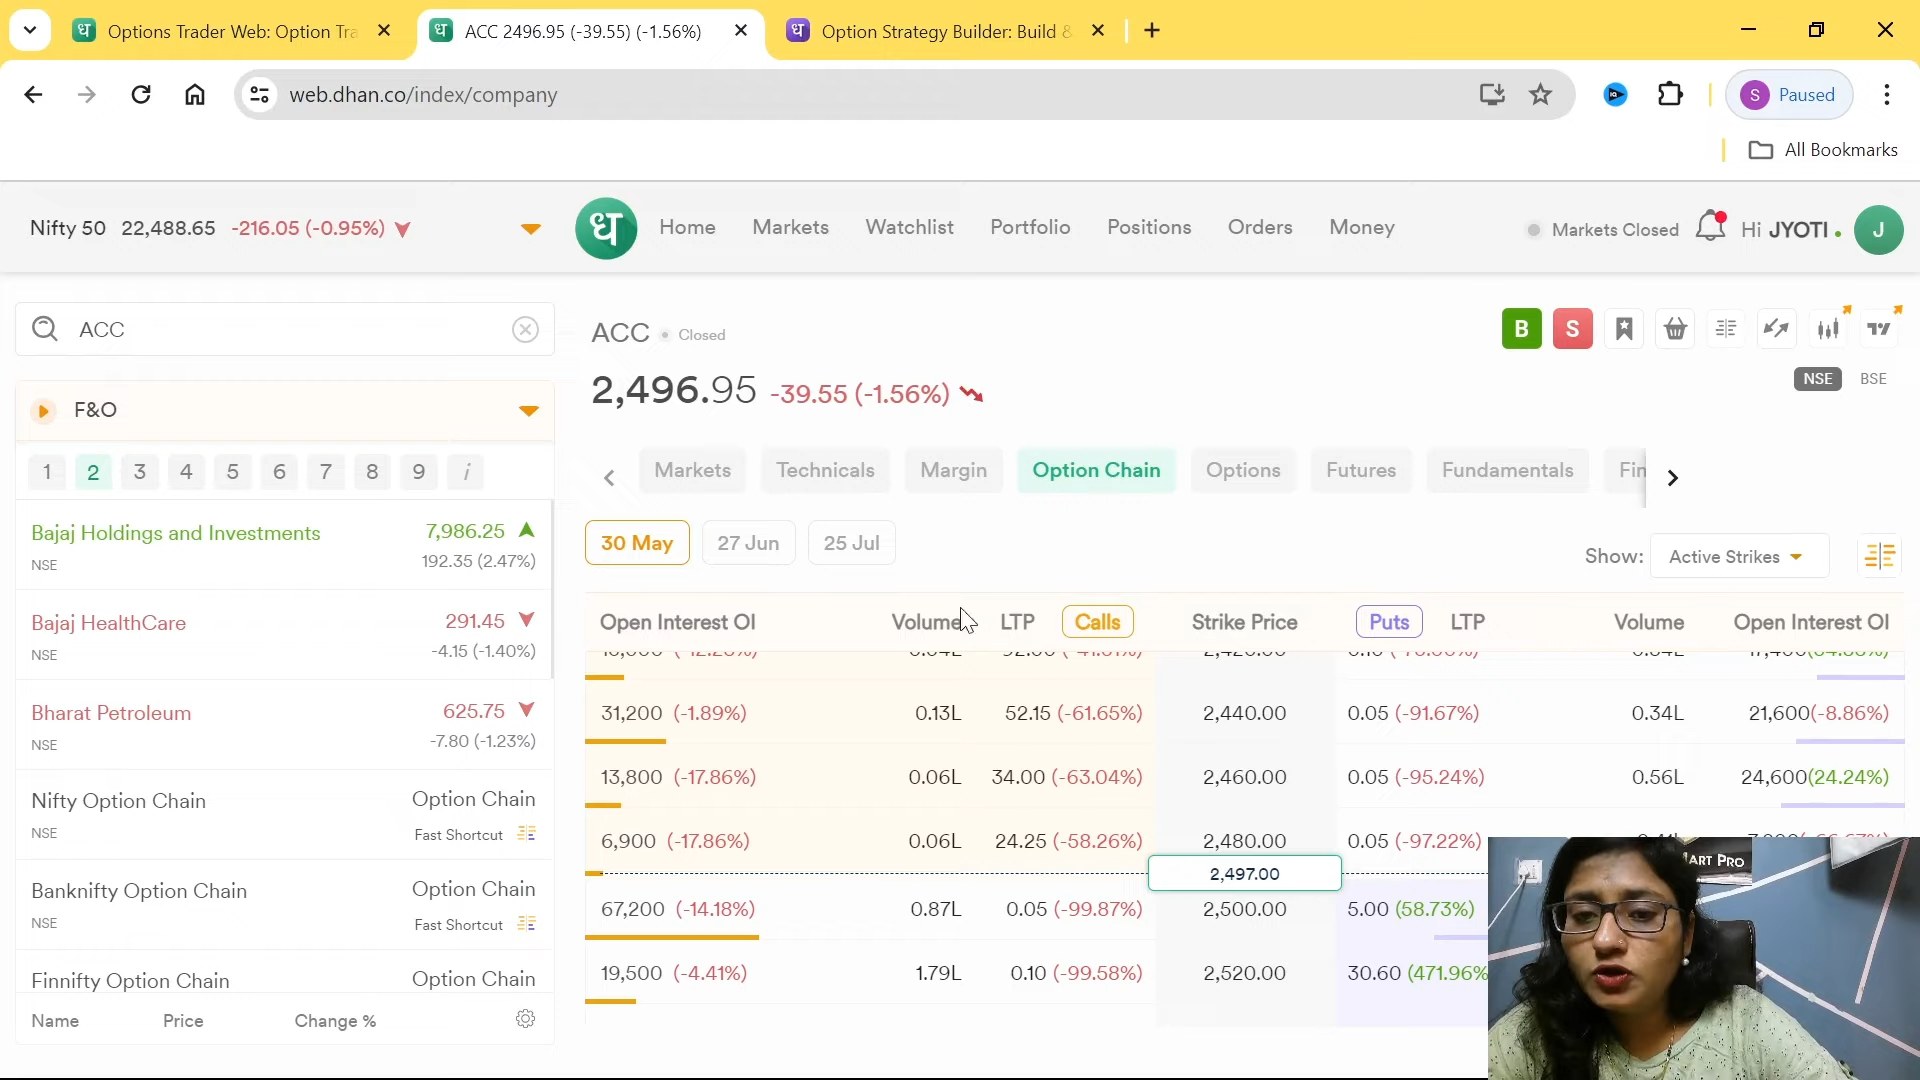 Options Trader Web: Option Tra
ACC 2496.95 (-39.55) (-1.56%)
Option Strategy Builder: Build &
web.dhan.co/index/company
S Paused
All Bookmarks
Nifty 50 22,488.65 -216.05 (-0.95%)
ध Home Markets Watchlist Portfolio Positions Orders Money
Markets Closed Hi JYOTI J
ACC
F&O
1 2 3 4 5 6 7 8 9 i
Bajaj Holdings and Investments 7,986.25
NSE 192.35 (2.47%)
Bajaj HealthCare 291.45
NSE -4.15 (-1.40%)
Bharat Petroleum 625.75
NSE -7.80 (-1.23%)
Nifty Option Chain Option Chain
NSE Fast Shortcut
Banknifty Option Chain Option Chain
NSE Fast Shortcut
Finnifty Option Chain Option Chain
Name Price Change %
ACC Closed
B S
2,496.95 -39.55 (-1.56%)
NSE BSE
Markets Technicals Margin Option Chain Options Futures Fundamentals Fin
30 May 27 Jun 25 Jul
Show: Active Strikes
Open Interest OI Volume LTP Calls Strike Price Puts LTP Volume Open Interest OI
31,200 (-1.89%) 0.13L 52.15 (-61.65%) 2,440.00 0.05 (-91.67%) 0.34L 21,600(-8.86%)
13,800 (-17.86%) 0.06L 34.00 (-63.04%) 2,460.00 0.05 (-95.24%) 0.56L 24,600(24.24%)
6,900 (-17.86%) 0.06L 24.25 (-58.26%) 2,480.00 0.05 (-97.22%)
2,497.00
67,200 (-14.18%) 0.87L 0.05 (-99.87%) 2,500.00 5.00 (58.73%)
19,500 (-4.41%) 1.79L 0.10 (-99.58%) 2,520.00 30.60 (471.96%
ART PRO